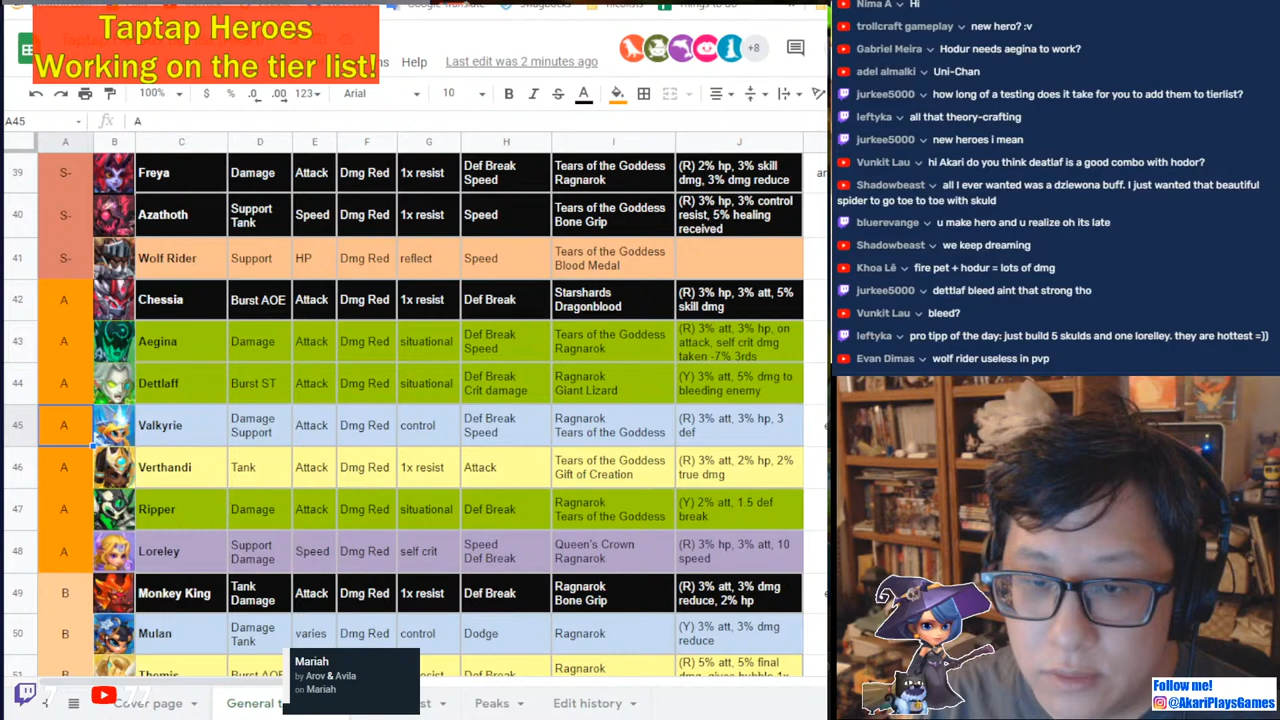 Taptap Heroes
Working on the tier list!
Help
Last edit was 2 minutes ago
+8
100%
$
%
.0
.00
123
Arial
10
B
I
S
A
A45
fx
A
A
B
C
D
E
F
G
H
I
J
39
S-
Freya
Damage
Attack
Dmg Red
1x resist
Def Break
Speed
Tears of the Goddess
Ragnarok
(R) 2% hp, 3% skill
dmg, 3% dmg reduce
40
S-
Azathoth
Support
Tank
Speed
Dmg Red
1x resist
Speed
Tears of the Goddess
Bone Grip
(R) 3% hp, 3% control
resist, 5% healing
received
41
S-
Wolf Rider
Support
HP
Dmg Red
reflect
Speed
Tears of the Goddess
Blood Medal
42
A
Chessia
Burst AOE
Attack
Dmg Red
1x resist
Def Break
Starshards
Dragonblood
(R) 3% hp, 3% att, 5%
skill dmg
43
A
Aegina
Damage
Attack
Dmg Red
situational
Def Break
Speed
Tears of the Goddess
Ragnarok
(R) 3% att, 3% hp, on
attack, self crit dmg
taken -7% 3rds
44
A
Dettlaff
Burst ST
Attack
Dmg Red
situational
Def Break
Crit damage
Ragnarok
Giant Lizard
(Y) 3% att, 5% dmg to
bleeding enemy
45
A
Valkyrie
Damage
Support
Attack
Dmg Red
control
Def Break
Speed
Ragnarok
Tears of the Goddess
(R) 3% att, 3% hp, 3
def
46
A
Verthandi
Tank
Attack
Dmg Red
1x resist
Attack
Tears of the Goddess
Gift of Creation
(R) 3% att, 2% hp, 2%
true dmg
47
A
Ripper
Damage
Attack
Dmg Red
situational
Def Break
Ragnarok
Tears of the Goddess
(Y) 2% att, 1.5 def
break
48
A
Loreley
Support
Damage
Speed
Dmg Red
self crit
Speed
Def Break
Queen's Crown
Ragnarok
(R) 3% hp, 3% att, 10
speed
49
B
Monkey King
Tank
Damage
Attack
Dmg Red
1x resist
Def Break
Ragnarok
Bone Grip
(R) 3% att, 3% dmg
reduce, 2% hp
50
B
Mulan
Damage
Tank
varies
Dmg Red
control
Dodge
Ragnarok
(Y) 3% att, 3% dmg
reduce
Themis
Burst AOE
Ragnarok
(R) 5% att, 5% final
Mariah
by Arov & Avila
on Mariah
Cover page
General t
Peaks
Edit history
Nima A Hi
trollcraft gameplay new hero? :v
Gabriel Meira Hodur needs aegina to work?
adel almalki Uni-Chan
jurkee5000 how long of a testing does it take for you to add them to tierlist?
leftyka all that theory-crafting
jurkee5000 new heroes i mean
Vunkit Lau hi Akari do you think deatlaf is a good combo with hodor?
Shadowbeast all I ever wanted was a dziewona buff. I just wanted that beautiful
spider to go toe to toe with skuld
bluerevange u make hero and u realize oh its late
Shadowbeast we keep dreaming
Khoa Lê fire pet + hodur = lots of dmg
jurkee5000 dettlaf bleed aint that strong tho
Vunkit Lau bleed?
leftyka pro tipp of the day: just build 5 skulds and one lorelley. they are hottest =))
Evan Dimas wolf rider useless in pvp
Follow me!
@AkariPlaysGames